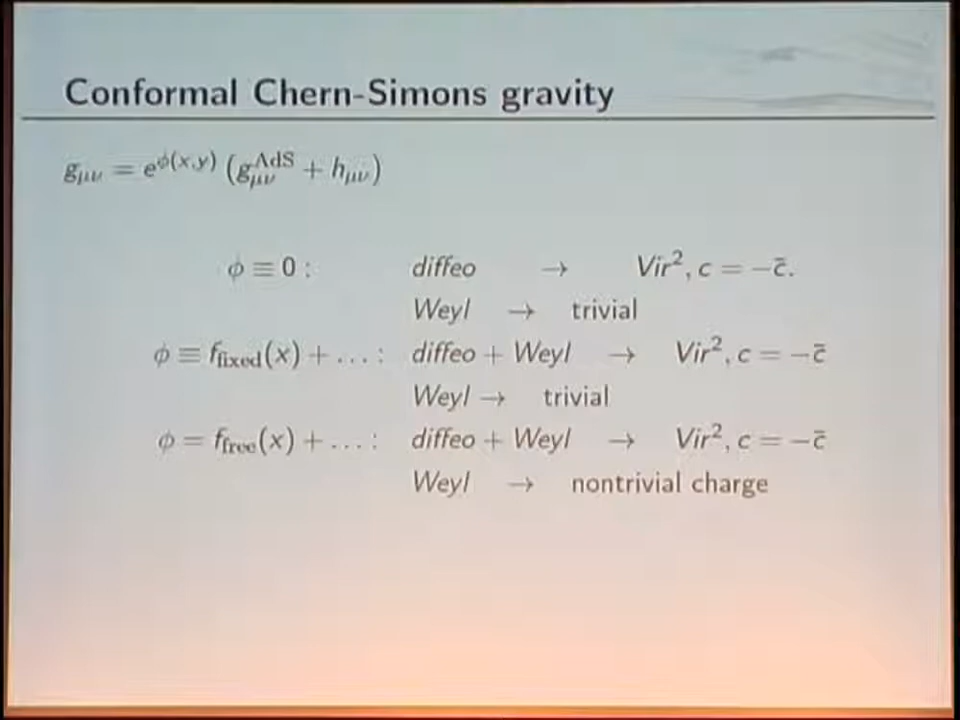 Conformal Chern-Simons gravity
g_{μν} = e^{ϕ(x,y)} (g_{μν}^{AdS} + h_{μν})
ϕ ≡ 0 : diffeo → Vir², c = −c̄.
Weyl → trivial
ϕ ≡ f_{fixed}(x) + … : diffeo + Weyl → Vir², c = −c̄
Weyl → trivial
ϕ = f_{free}(x) + … : diffeo + Weyl → Vir², c = −c̄
Weyl → nontrivial charge